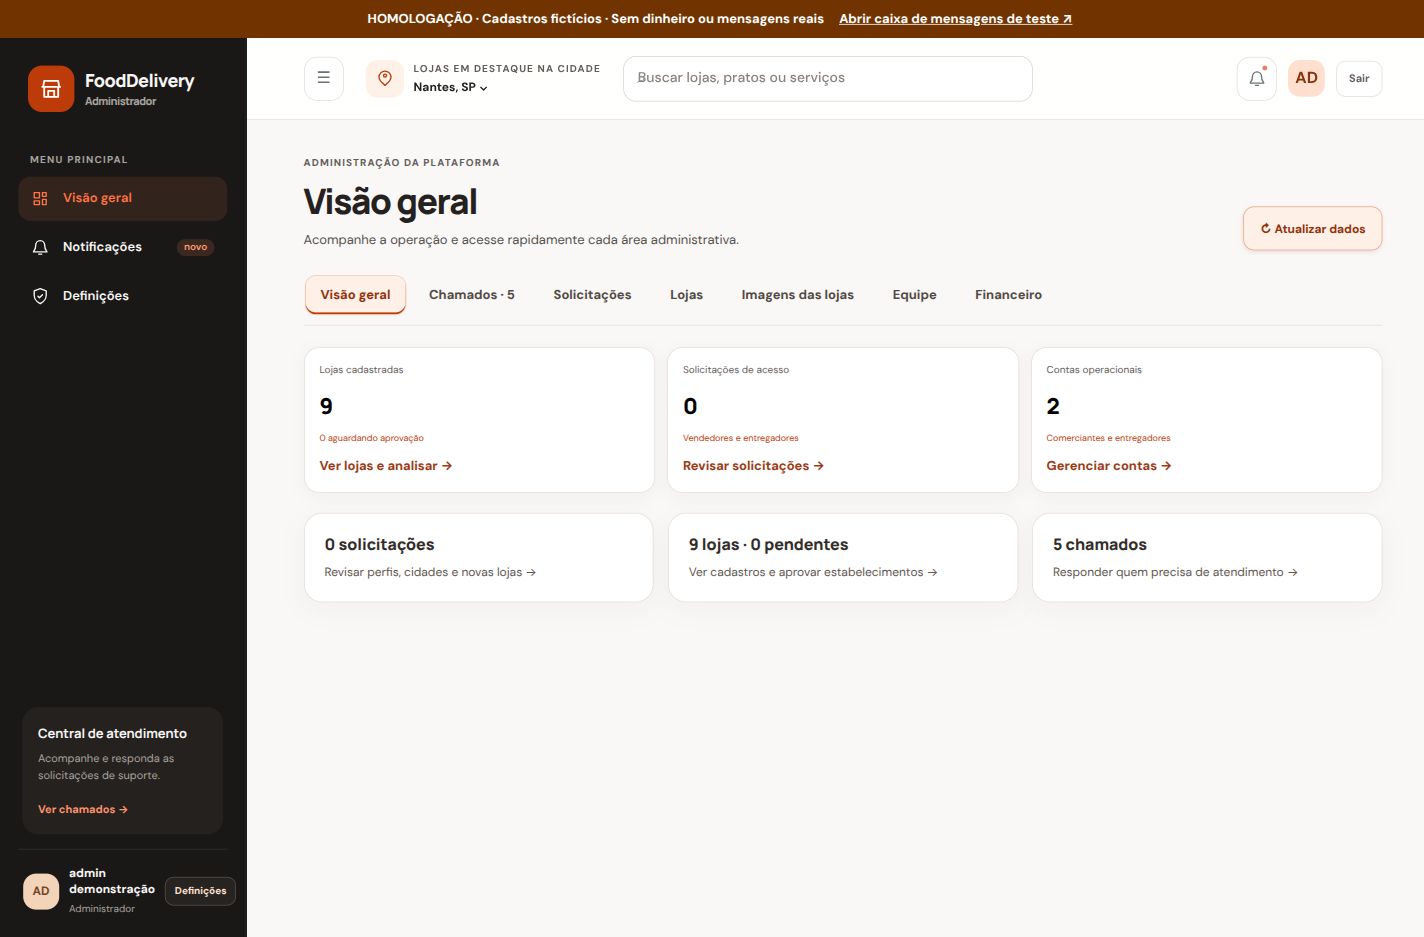 HOMOLOGAÇÃO · Cadastros fictícios · Sem dinheiro ou mensagens reais Abrir caixa de mensagens de teste ↗
FoodDelivery
Administrador
MENU PRINCIPAL
Visão geral
Notificações novo
Definições
Central de atendimento
Acompanhe e responda as
solicitações de suporte.
Ver chamados →
AD
admin
demonstração
Administrador
Definições
LOJAS EM DESTAQUE NA CIDADE
Nantes, SP
Buscar lojas, pratos ou serviços
AD
Sair
ADMINISTRAÇÃO DA PLATAFORMA
Visão geral
Acompanhe a operação e acesse rapidamente cada área administrativa.
↻ Atualizar dados
Visão geral Chamados · 5 Solicitações Lojas Imagens das lojas Equipe Financeiro
Lojas cadastradas
9
0 aguardando aprovação
Ver lojas e analisar →
Solicitações de acesso
0
Vendedores e entregadores
Revisar solicitações →
Contas operacionais
2
Comerciantes e entregadores
Gerenciar contas →
0 solicitações
Revisar perfis, cidades e novas lojas →
9 lojas · 0 pendentes
Ver cadastros e aprovar estabelecimentos →
5 chamados
Responder quem precisa de atendimento →